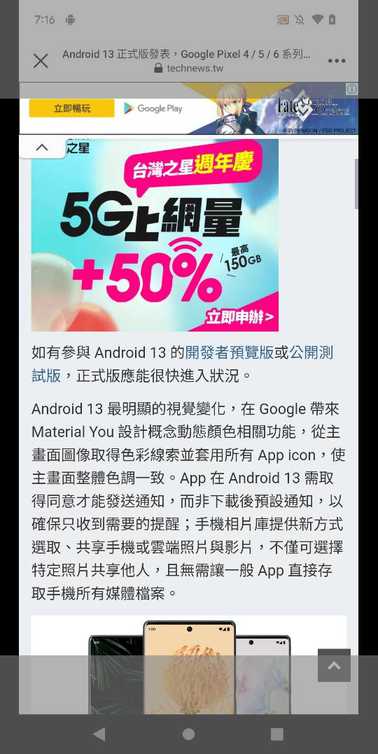 7:16
Android 13 正式版發表，Google Pixel 4 / 5 / 6 系列...
technews.tw
立即暢玩
Google Play
Fate
之星
台灣之星週年慶
5G上網量
+50%
最高
150GB
立即申辦>
如有參與 Android 13 的開發者預覽版或公開測
試版，正式版應能很快進入狀況。
Android 13 最明顯的視覺變化，在 Google 帶來
Material You 設計概念動態顏色相關功能，從主
畫面圖像取得色彩線索並套用所有 App icon，使
主畫面整體色調一致。App 在 Android 13 需取
得同意才能發送通知，而非下載後預設通知，以
確保只收到需要的提醒；手機相片庫提供新方式
選取、共享手機或雲端照片與影片，不僅可選擇
特定照片共享他人，且無需讓一般 App 直接存
取手機所有媒體檔案。